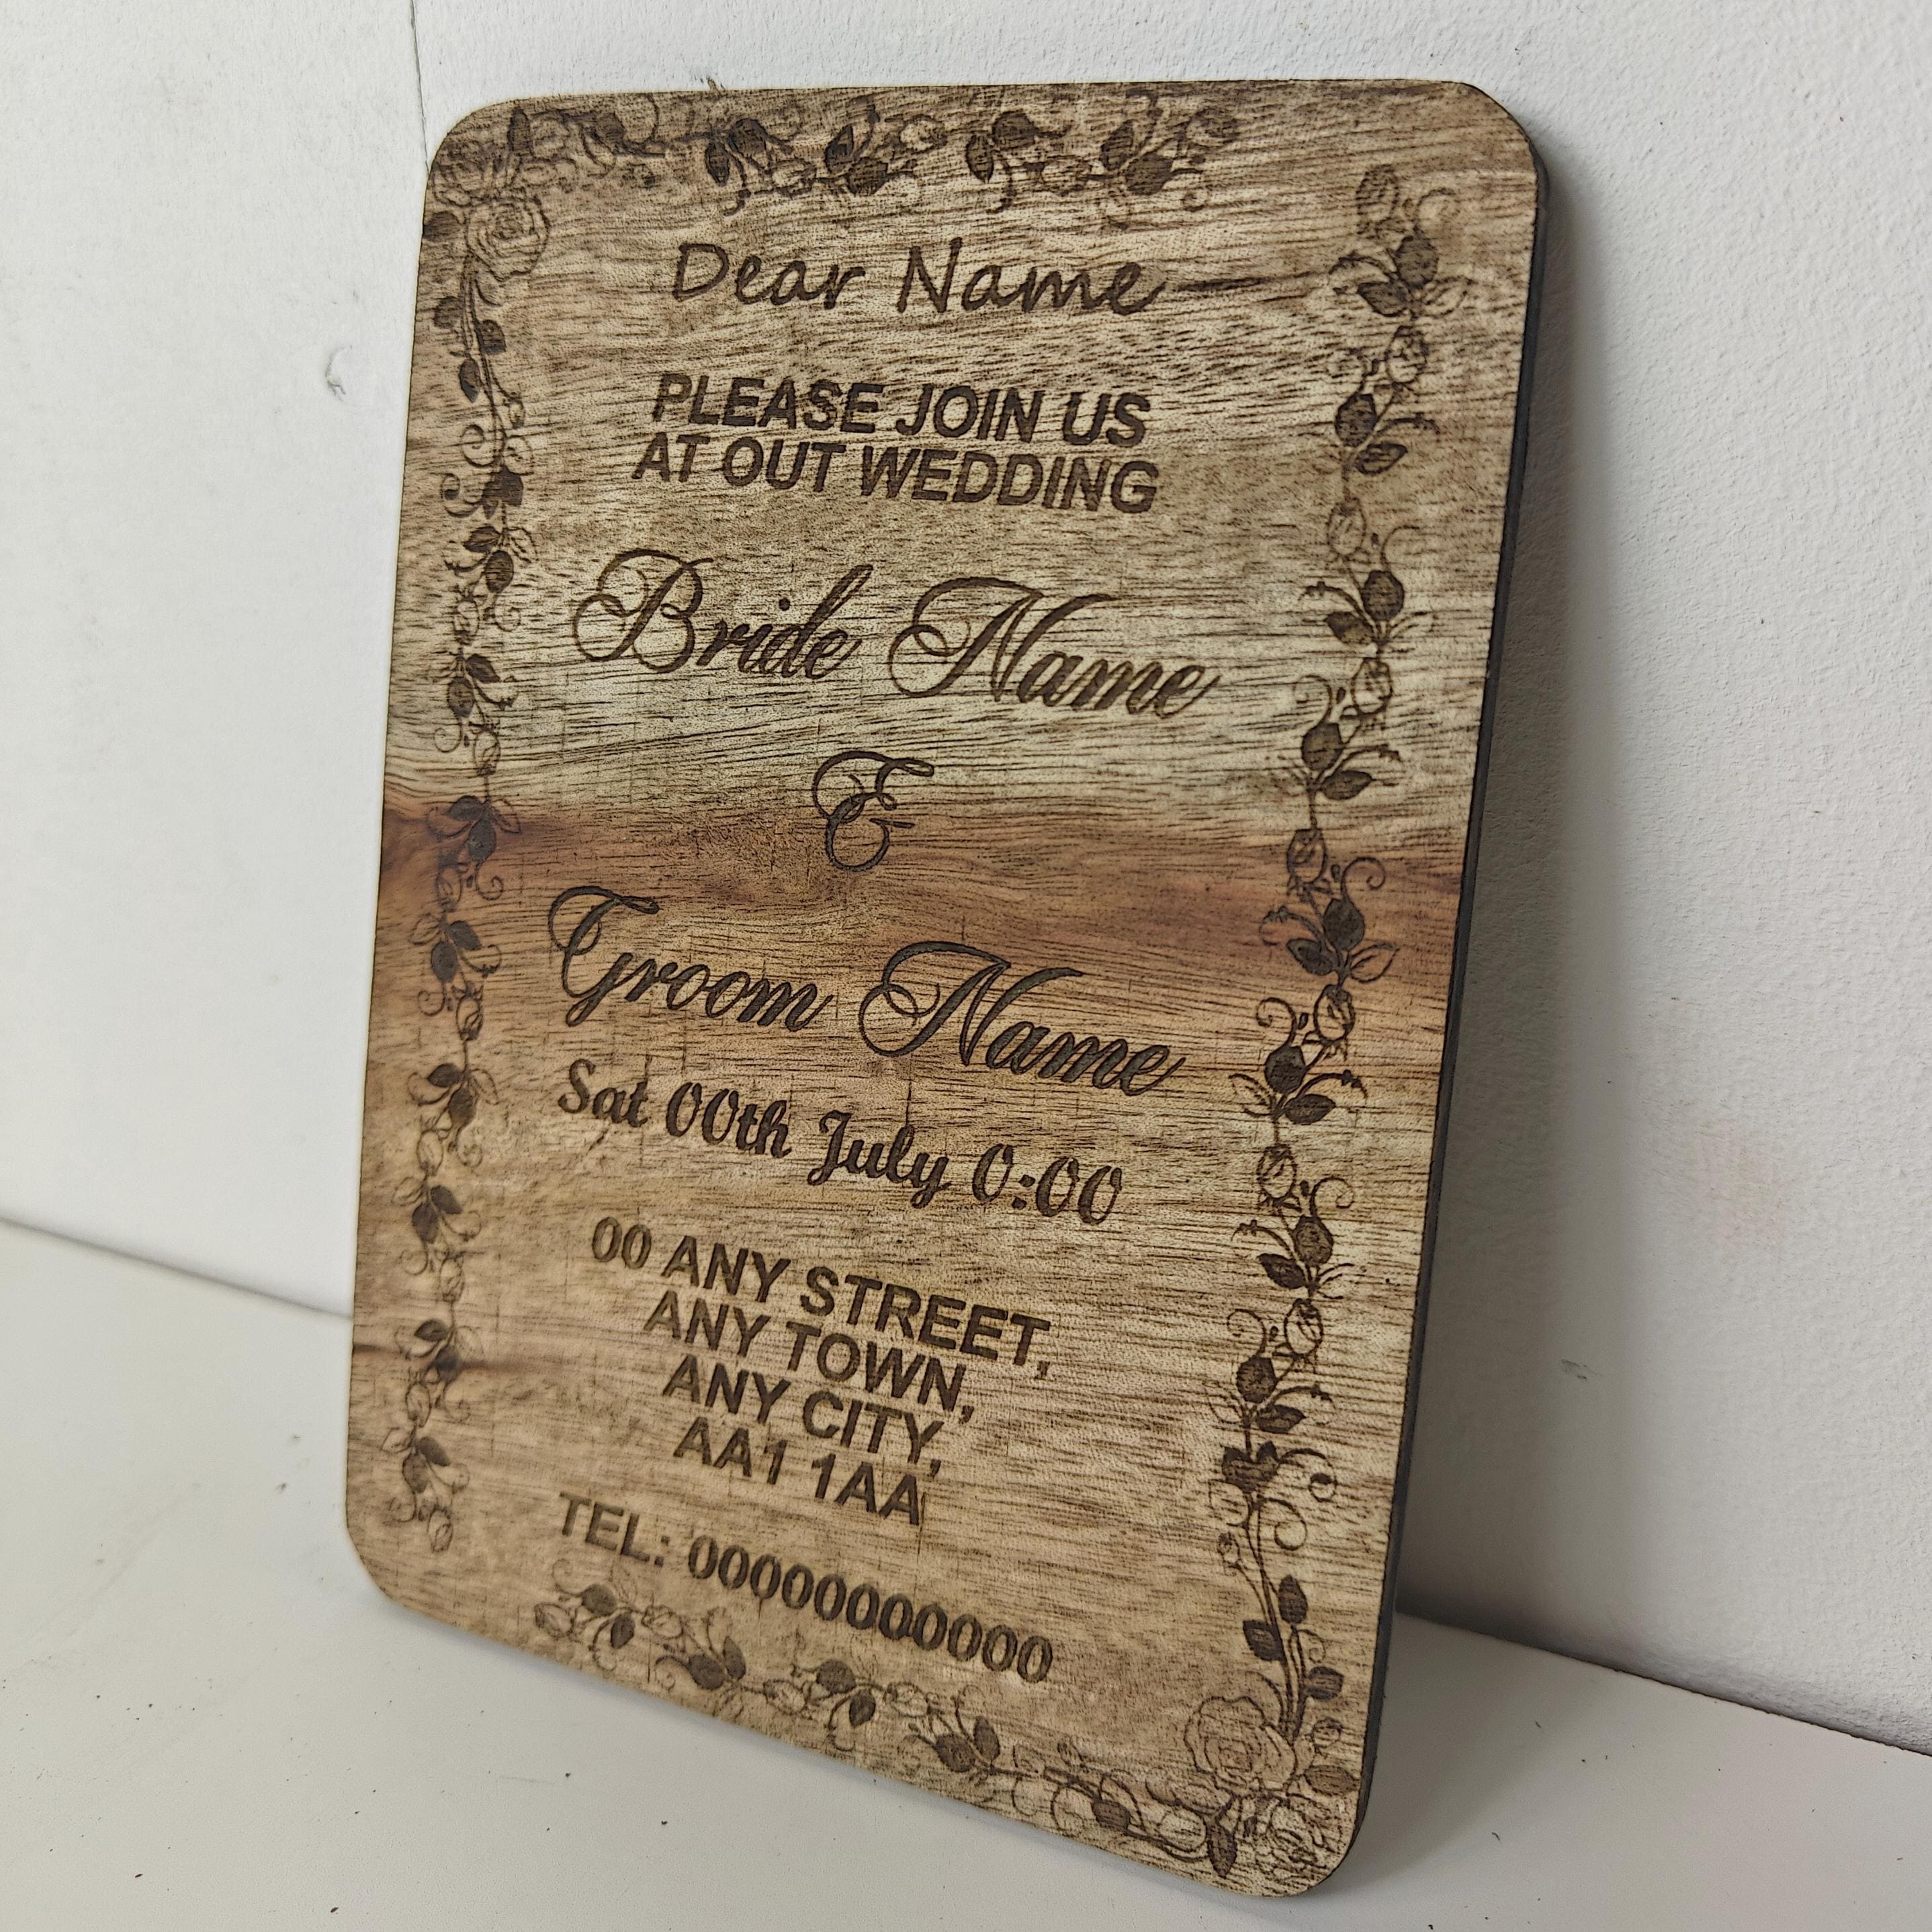 Dear Name
PLEASE JOIN US
AT OUT WEDDING
Bride Name
&
Groom Name
Sat 00th July 0:00
00 ANY STREET,
ANY TOWN,
ANY CITY,
AA1 1AA
TEL: 00000000000